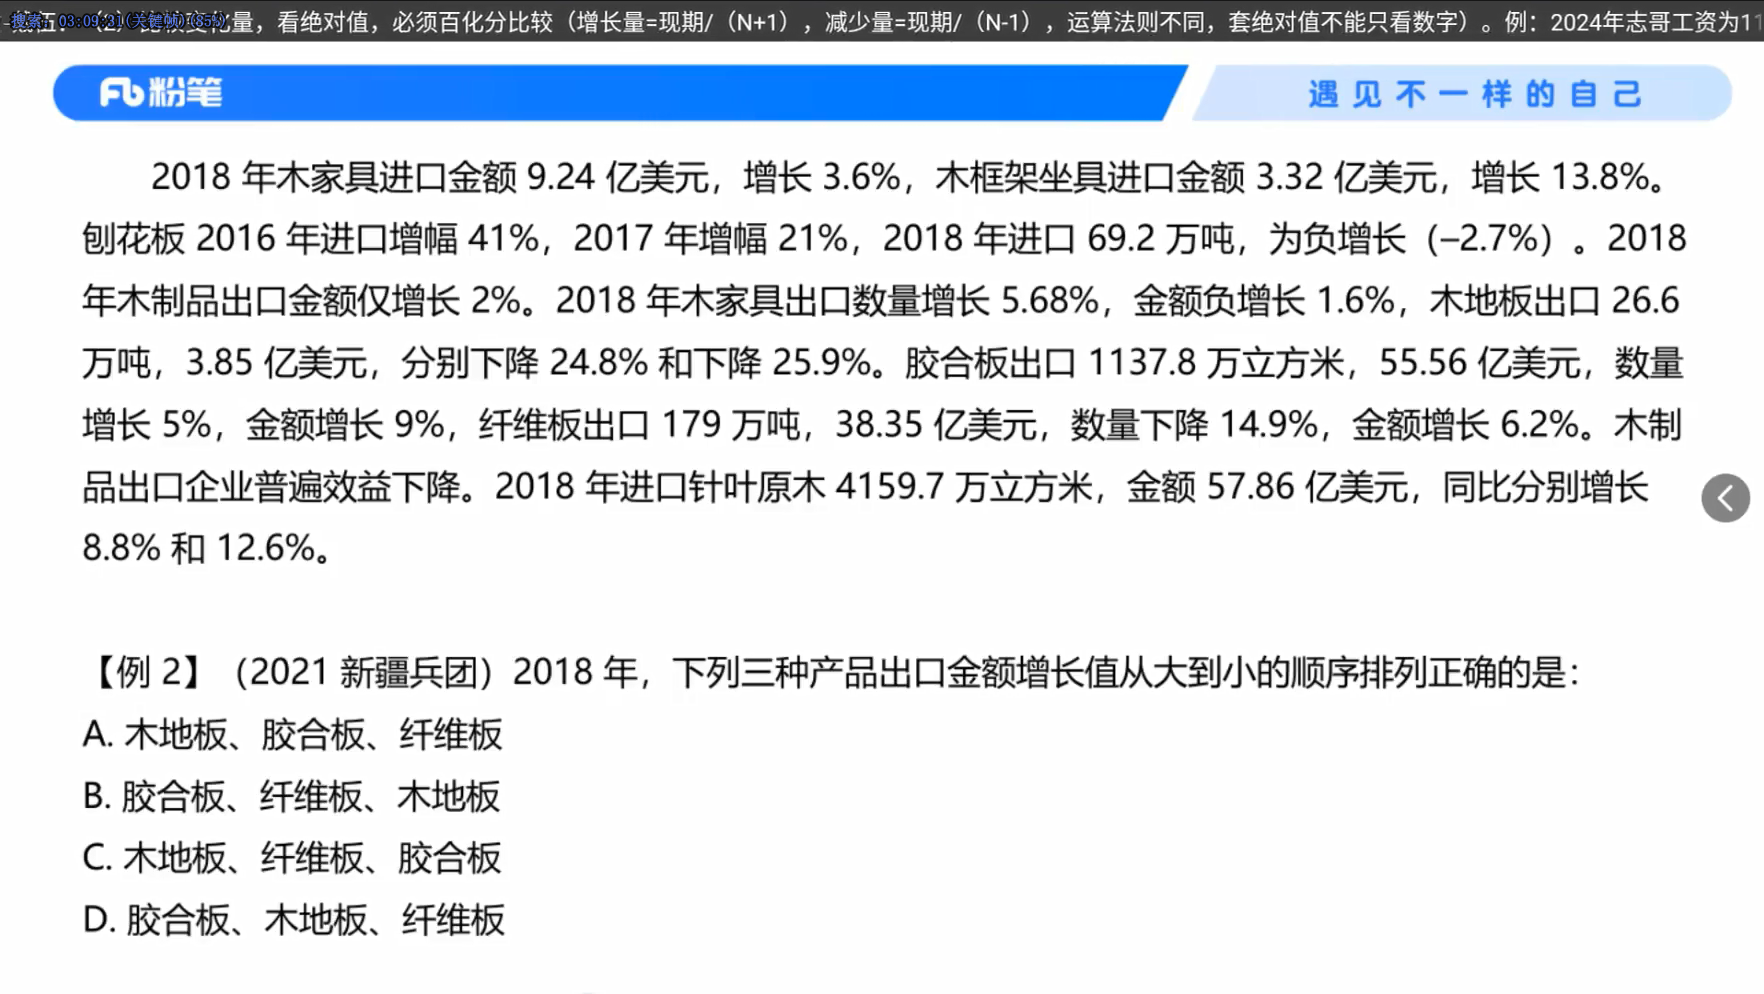 战伍：（2）比较变化量，看绝对值，必须百化分比较（增长量=现期/（N+1），减少量=现期/（N-1），运算法则不同，套绝对值不能只看数字）。例：2024年志哥工资为11
搜索: 03:09:31(关键帧)(85%)
粉笔
遇见不一样的自己
2018 年木家具进口金额 9.24 亿美元，增长 3.6%，木框架坐具进口金额 3.32 亿美元，增长 13.8%。
刨花板 2016 年进口增幅 41%，2017 年增幅 21%，2018 年进口 69.2 万吨，为负增长（–2.7%）。2018
年木制品出口金额仅增长 2%。2018 年木家具出口数量增长 5.68%，金额负增长 1.6%，木地板出口 26.6
万吨，3.85 亿美元，分别下降 24.8% 和下降 25.9%。胶合板出口 1137.8 万立方米，55.56 亿美元，数量
增长 5%，金额增长 9%，纤维板出口 179 万吨，38.35 亿美元，数量下降 14.9%，金额增长 6.2%。木制
品出口企业普遍效益下降。2018 年进口针叶原木 4159.7 万立方米，金额 57.86 亿美元，同比分别增长
8.8% 和 12.6%。
【例 2】（2021 新疆兵团）2018 年，下列三种产品出口金额增长值从大到小的顺序排列正确的是：
A. 木地板、胶合板、纤维板
B. 胶合板、纤维板、木地板
C. 木地板、纤维板、胶合板
D. 胶合板、木地板、纤维板